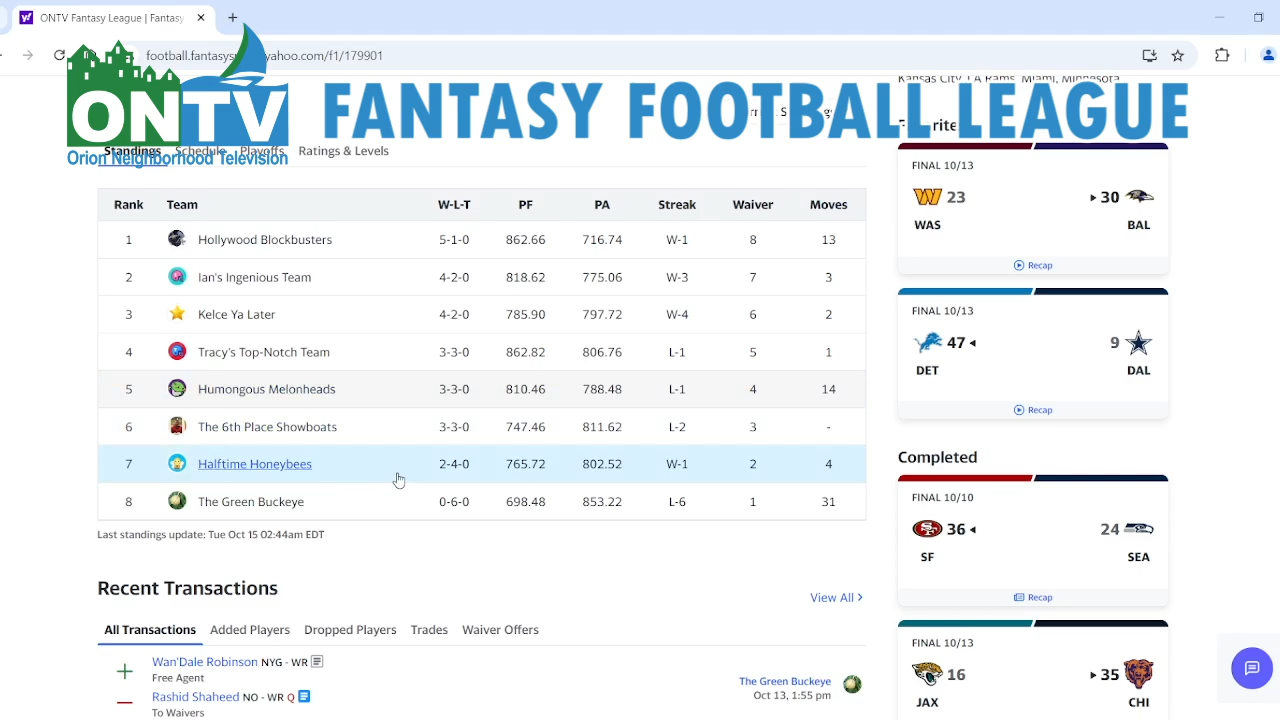 ONTV Fantasy League | Fantasy
football.fantasys yahoo.com/f1/179901
ONTV
Orion Neighborhood Television
FANTASY FOOTBALL LEAGUE
Kansas City, LA Rams, Miami, Minnesota
Standings Schedule Playoffs Ratings & Levels
Rank Team W-L-T PF PA Streak Waiver Moves
1 Hollywood Blockbusters 5-1-0 862.66 716.74 W-1 8 13
2 Ian's Ingenious Team 4-2-0 818.62 775.06 W-3 7 3
3 Kelce Ya Later 4-2-0 785.90 797.72 W-4 6 2
4 Tracy's Top-Notch Team 3-3-0 862.82 806.76 L-1 5 1
5 Humongous Melonheads 3-3-0 810.46 788.48 L-1 4 14
6 The 6th Place Showboats 3-3-0 747.46 811.62 L-2 3 -
7 Halftime Honeybees 2-4-0 765.72 802.52 W-1 2 4
8 The Green Buckeye 0-6-0 698.48 853.22 L-6 1 31
Last standings update: Tue Oct 15 02:44am EDT
Recent Transactions
View All
All Transactions Added Players Dropped Players Trades Waiver Offers
Wan'Dale Robinson NYG - WR
Free Agent
Rashid Shaheed NO - WR Q
To Waivers
The Green Buckeye
Oct 13, 1:55 pm
Favorite
FINAL 10/13
W 23 30
WAS BAL
Recap
FINAL 10/13
47 9
DET DAL
Recap
Completed
FINAL 10/10
SF 36 24
SF SEA
Recap
FINAL 10/13
16 35
JAX CHI